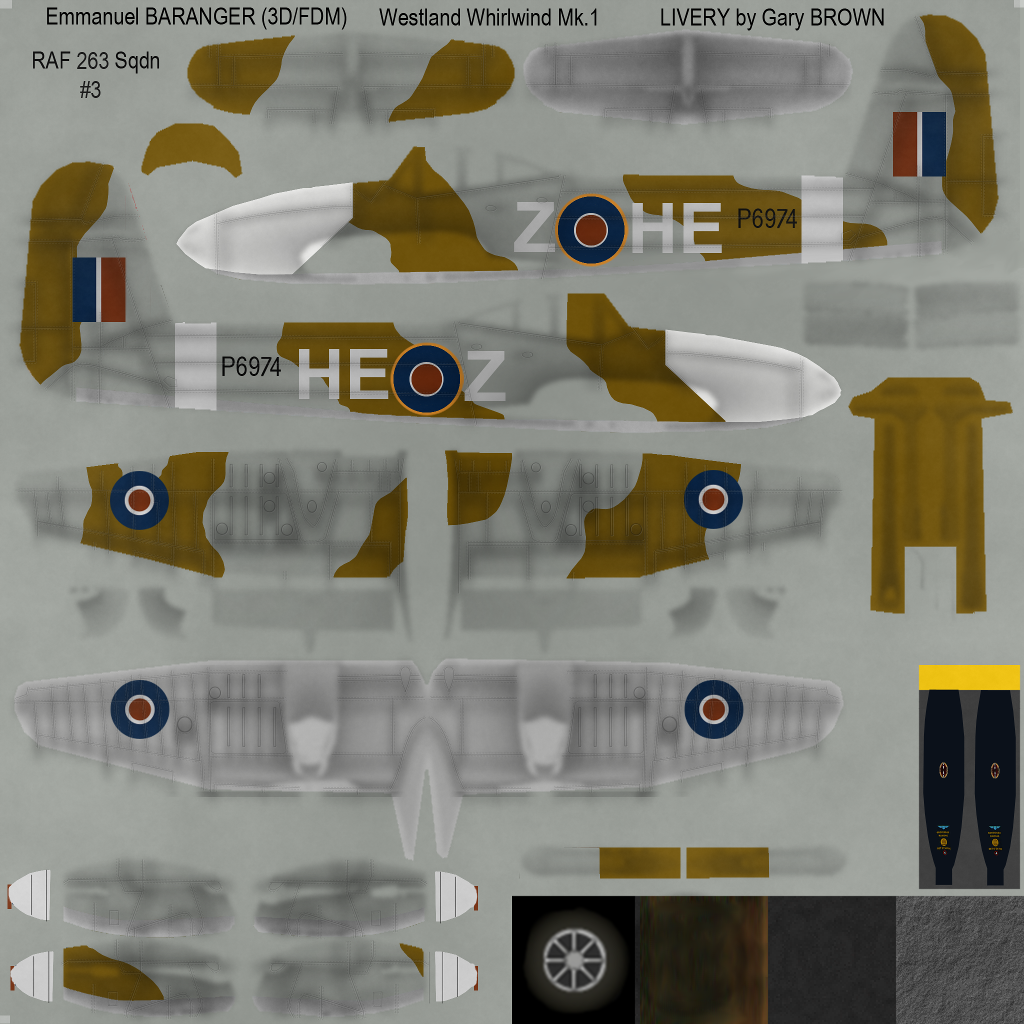 Emmanuel BARANGER (3D/FDM) Westland Whirlwind Mk.1 LIVERY by Gary BROWN
RAF 263 Sqdn
#3
Z HE P6974
P6974 HE Z